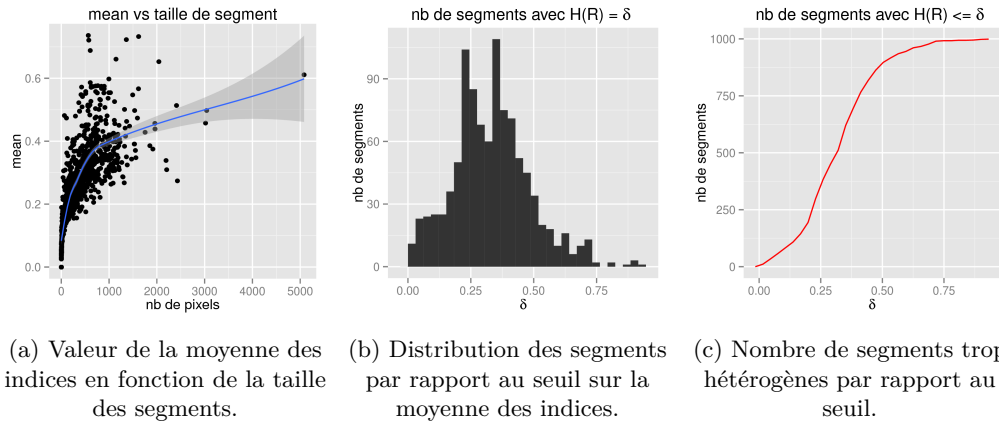 mean vs taille de segment
mean
0.6
0.4
0.2
0.0
0 1000 2000 3000 4000 5000
nb de pixels
nb de segments avec H(R) = δ
nb de segments
90
60
30
0
0.00 0.25 0.50 0.75
δ
nb de segments avec H(R) <= δ
nb de segments
1000
750
500
250
0
0.00 0.25 0.50 0.75
δ
(a) Valeur de la moyenne des
indices en fonction de la taille
des segments.
(b) Distribution des segments
par rapport au seuil sur la
moyenne des indices.
(c) Nombre de segments trop
hétérogènes par rapport au
seuil.